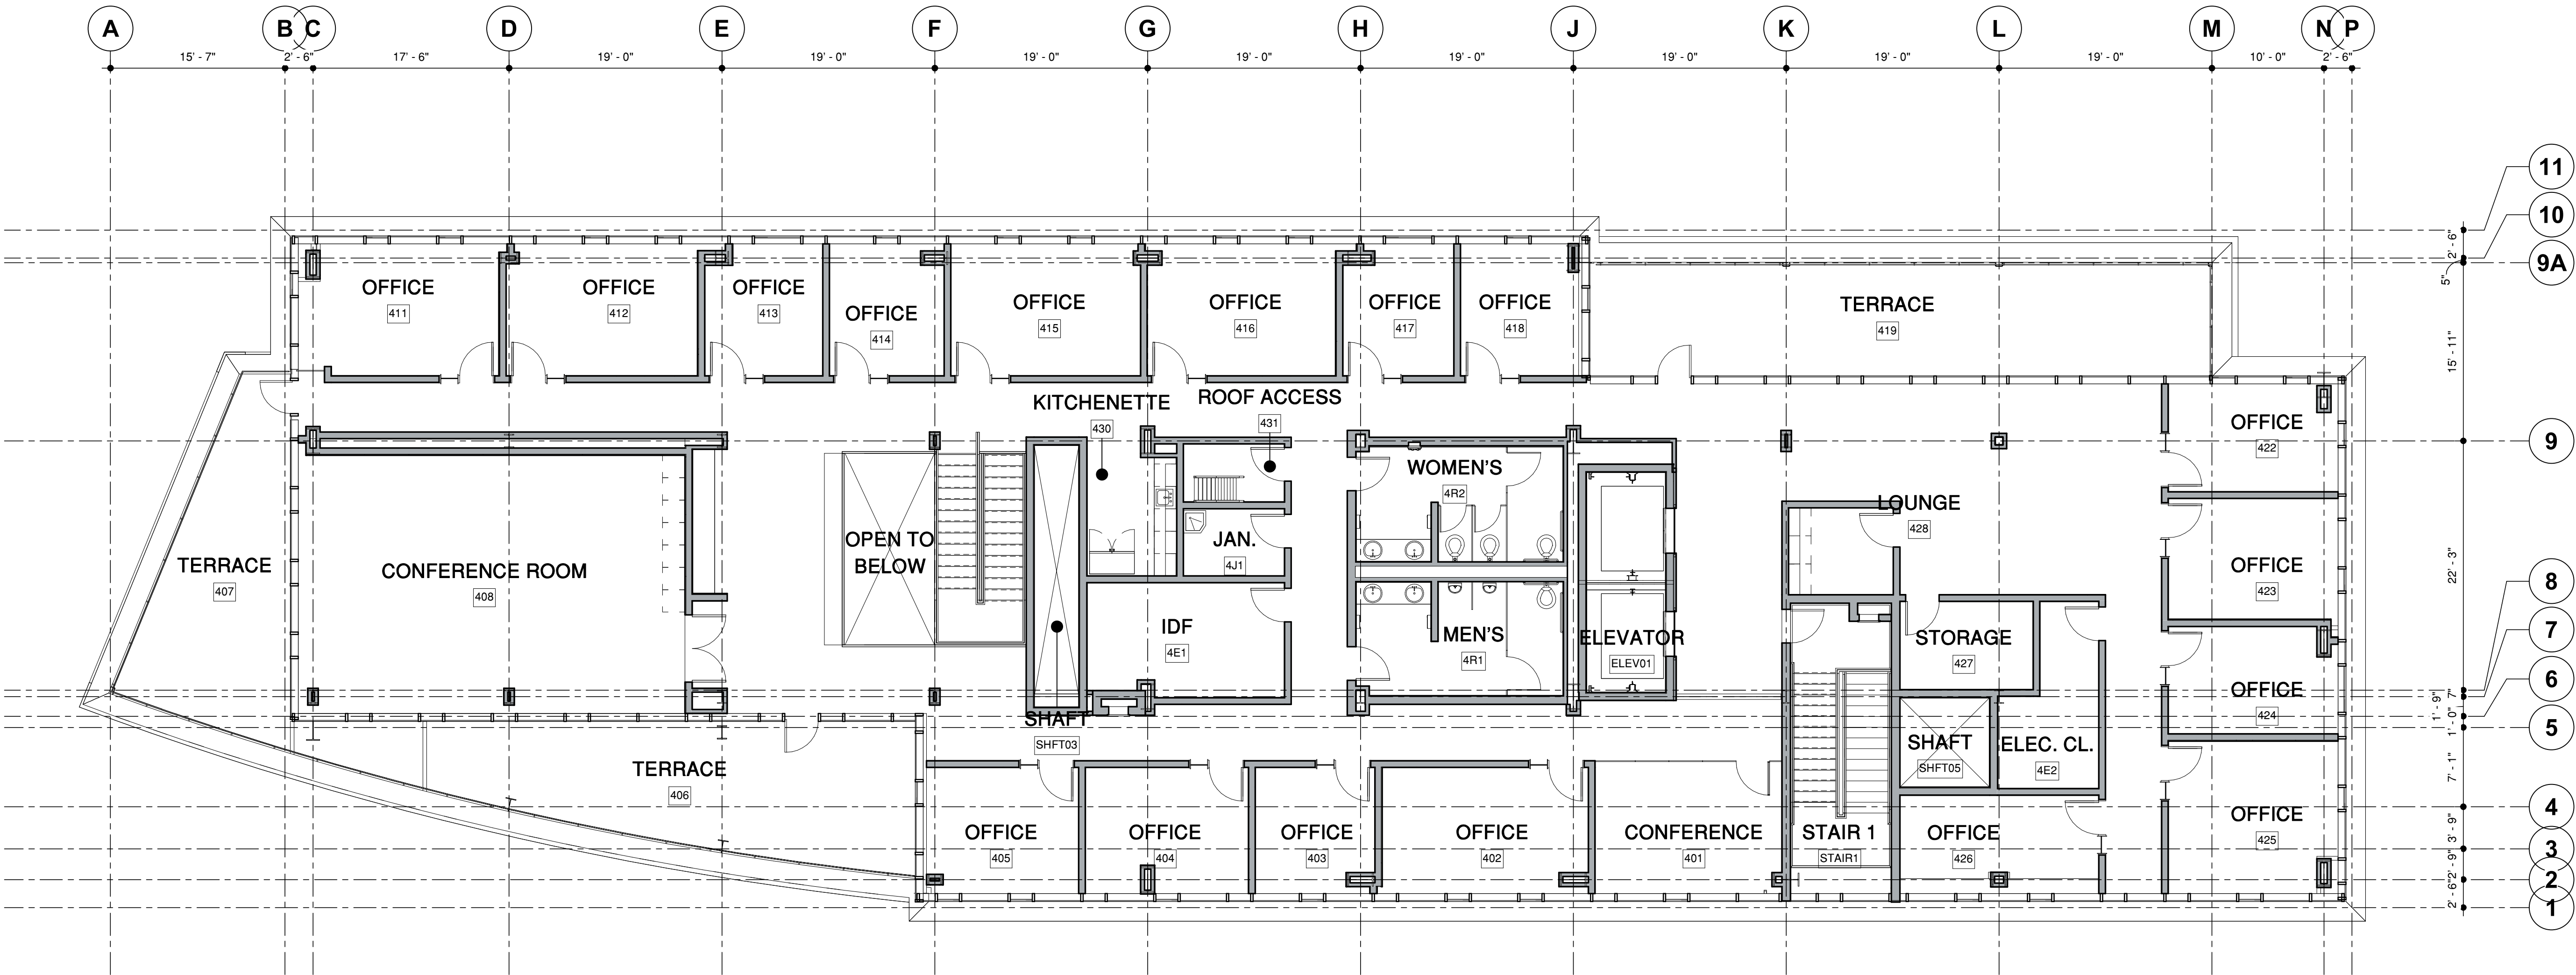 A B C D E F G H J K L M N P
15' - 7" 2' - 6" 17' - 6" 19' - 0" 19' - 0" 19' - 0" 19' - 0" 19' - 0" 19' - 0" 19' - 0" 19' - 0" 10' - 0" 2' - 6"
11
10
9A
9
8
7
6
5
4
3
2
1
2' - 6"
5"
15' - 11"
22' - 3"
7"
1' - 9"
1' - 0"
7' - 1"
3' - 9"
2' - 9"
2' - 6"
OFFICE
411
OFFICE
412
OFFICE
413
OFFICE
414
OFFICE
415
OFFICE
416
OFFICE
417
OFFICE
418
TERRACE
419
KITCHENETTE
430
ROOF ACCESS
431
OFFICE
422
WOMEN'S
4R2
LOUNGE
428
TERRACE
407
CONFERENCE ROOM
408
OPEN TO
BELOW
JAN.
4J1
OFFICE
423
IDF
4E1
MEN'S
4R1
ELEVATOR
ELEV01
STORAGE
427
OFFICE
424
SHAFT
SHFT03
SHAFT
SHFT05
ELEC. CL.
4E2
TERRACE
406
OFFICE
405
OFFICE
404
OFFICE
403
OFFICE
402
CONFERENCE
401
STAIR 1
STAIR1
OFFICE
426
OFFICE
425